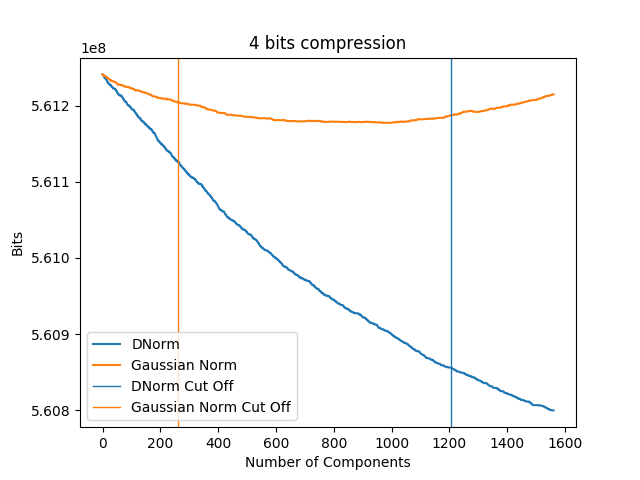 4 bits compression
1e8
5.612
5.611
5.610
5.609
5.608
Bits
DNorm
Gaussian Norm
DNorm Cut Off
Gaussian Norm Cut Off
0 200 400 600 800 1000 1200 1400 1600
Number of Components